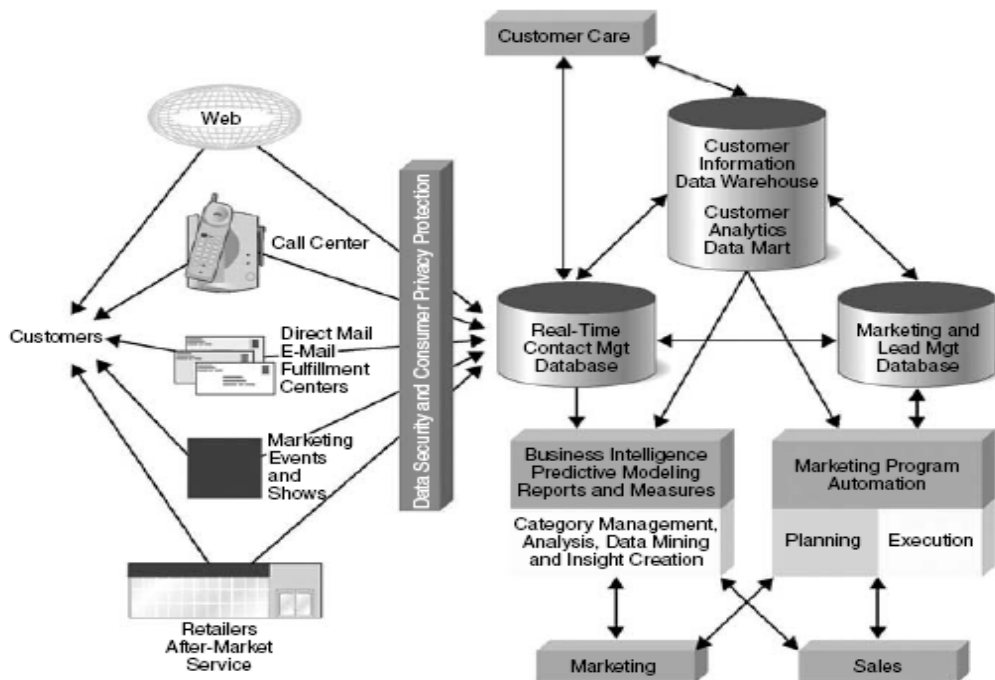 Customer Care
Web
Customer
Information
Data Warehouse
Customer
Analytics
Data Mart
Call Center
Data Security and Consumer Privacy Protection
Customers
Direct Mail
E-Mail
Fulfillment
Centers
Real-Time
Contact Mgt
Database
Marketing and
Lead Mgt
Database
Marketing
Events
and
Shows
Business Intelligence
Predictive Modeling
Reports and Measures
Marketing Program
Automation
Category Management,
Analysis, Data Mining
and Insight Creation
Planning
Execution
Retailers
After-Market
Service
Marketing
Sales